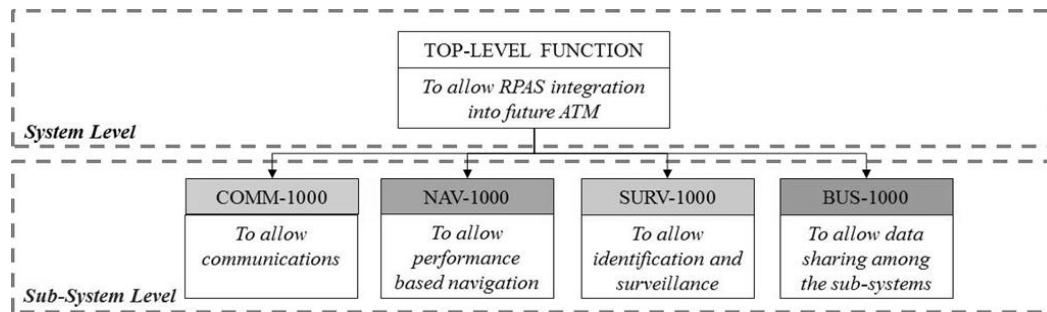 TOP-LEVEL FUNCTION
To allow RPAS integration
into future ATM
System Level
COMM-1000
To allow
communications
NAV-1000
To allow
performance
based navigation
SURV-1000
To allow
identification and
surveillance
BUS-1000
To allow data
sharing among
the sub-systems
Sub-System Level